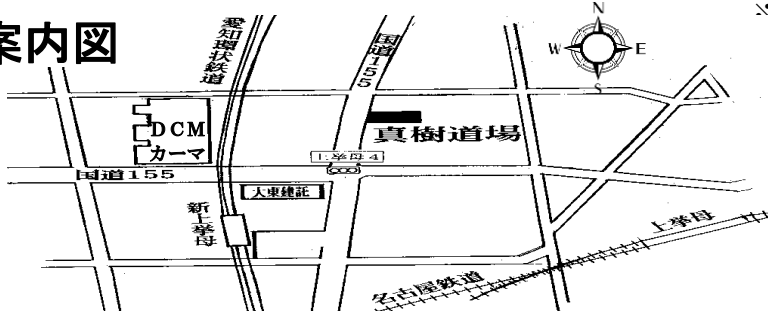 案内図
愛知環状鉄道
国道155
N
W
E
S
DCM
カーマ
真樹道場
上挙母4
国道155
大東建託
新上挙母
上挙母
名古屋鉄道